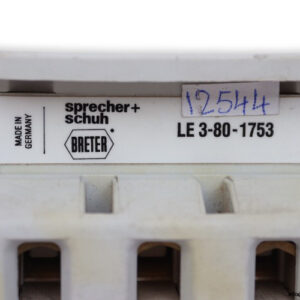 MADE IN
GERMANY
sprecher+
schuh
BRETER
12544
LE 3-80-1753